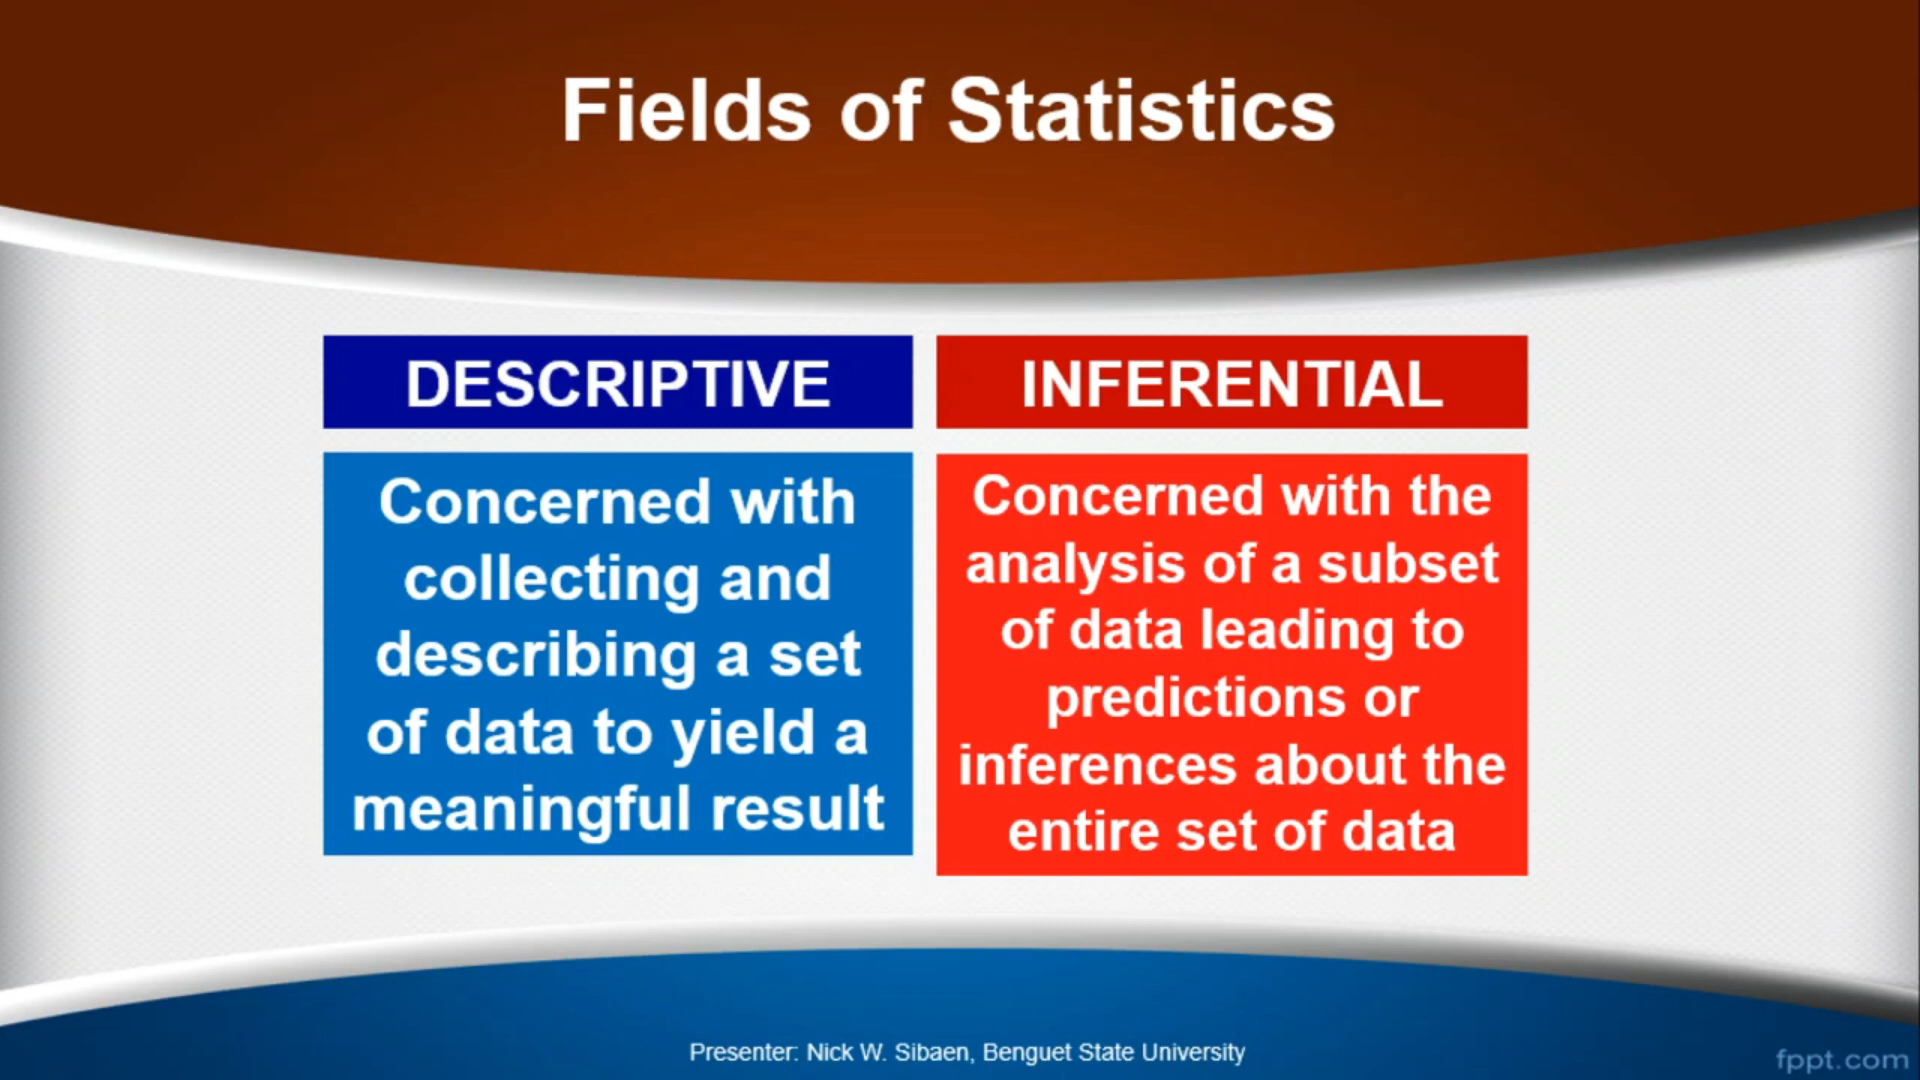 Fields of Statistics
DESCRIPTIVE
Concerned with
collecting and
describing a set
of data to yield a
meaningful result
INFERENTIAL
Concerned with the
analysis of a subset
of data leading to
predictions or
inferences about the
entire set of data
Presenter: Nick W. Sibaen, Benguet State University
fppt.com